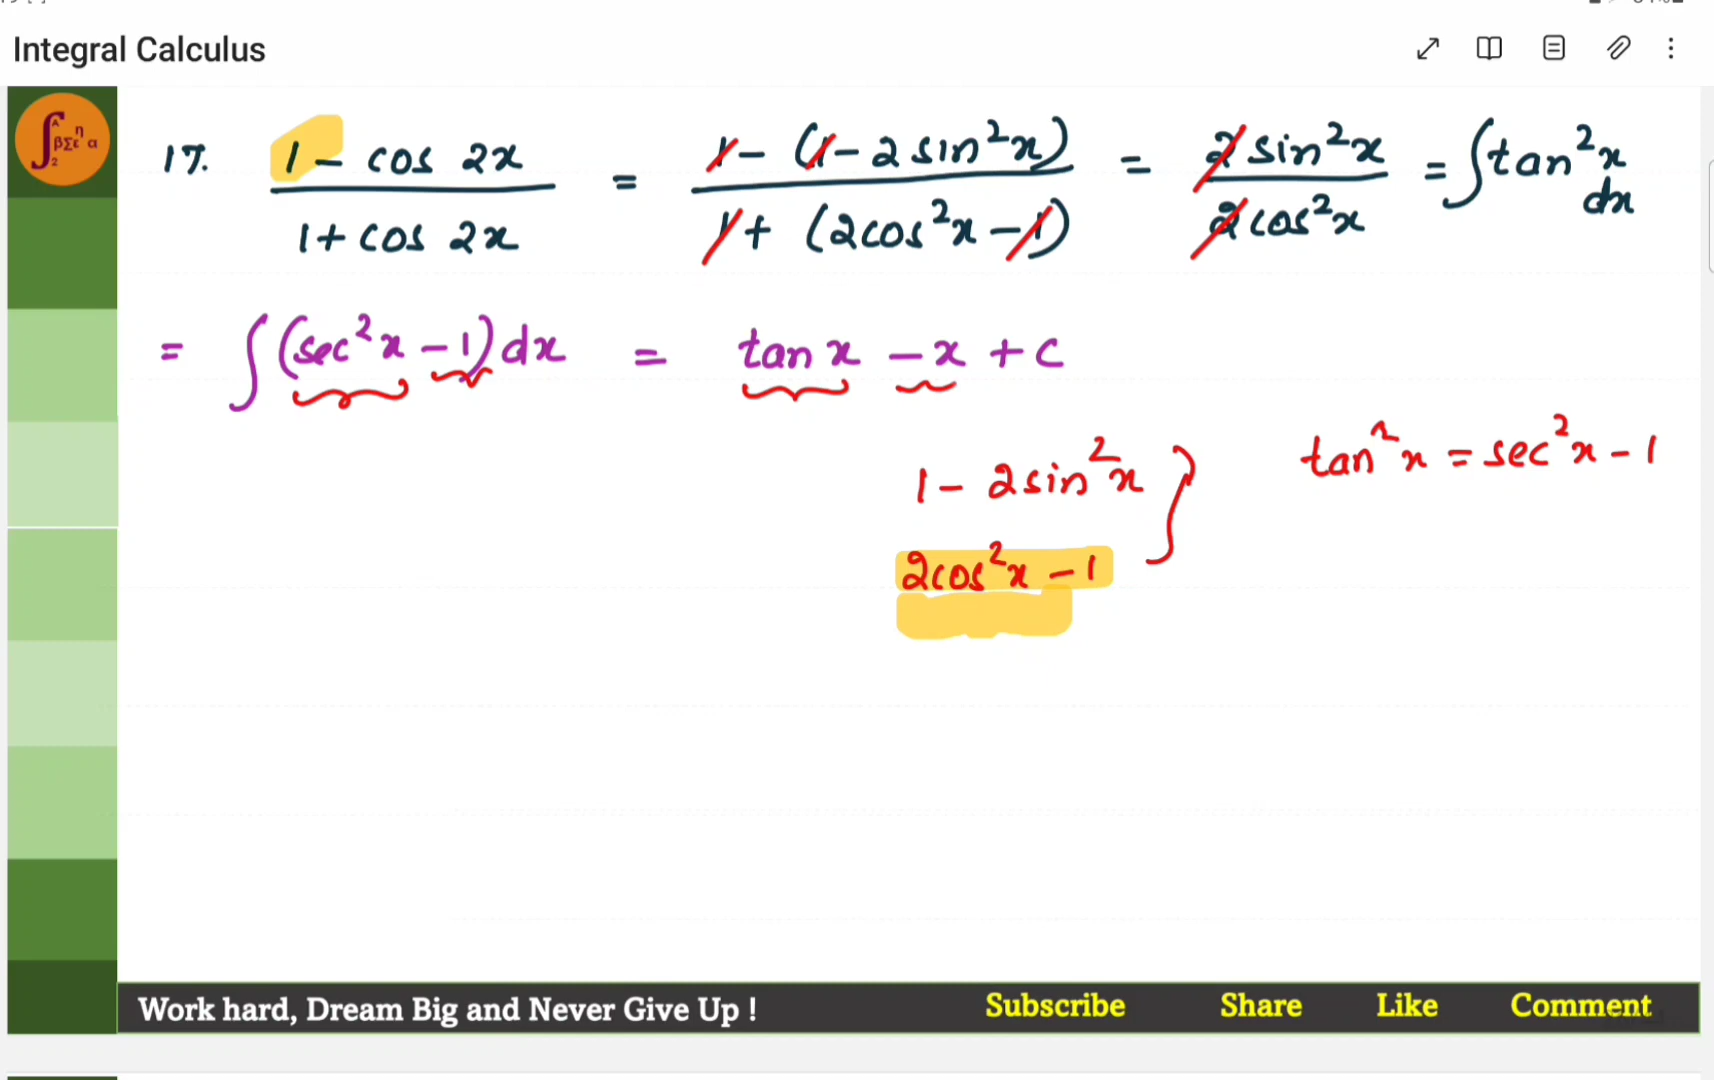 Integral Calculus
17. 1 - cos 2x / 1 + cos 2x = 1 - (1 - 2 sin²x) / 1 + (2cos²x - 1) = 2 sin²x / 2 cos²x = ∫tan²x dx
= ∫(sec²x - 1) dx = tan x - x + c
tan²x = sec²x - 1
1 - 2 sin²x
2cos²x - 1
Work hard, Dream Big and Never Give Up ! Subscribe Share Like Comment